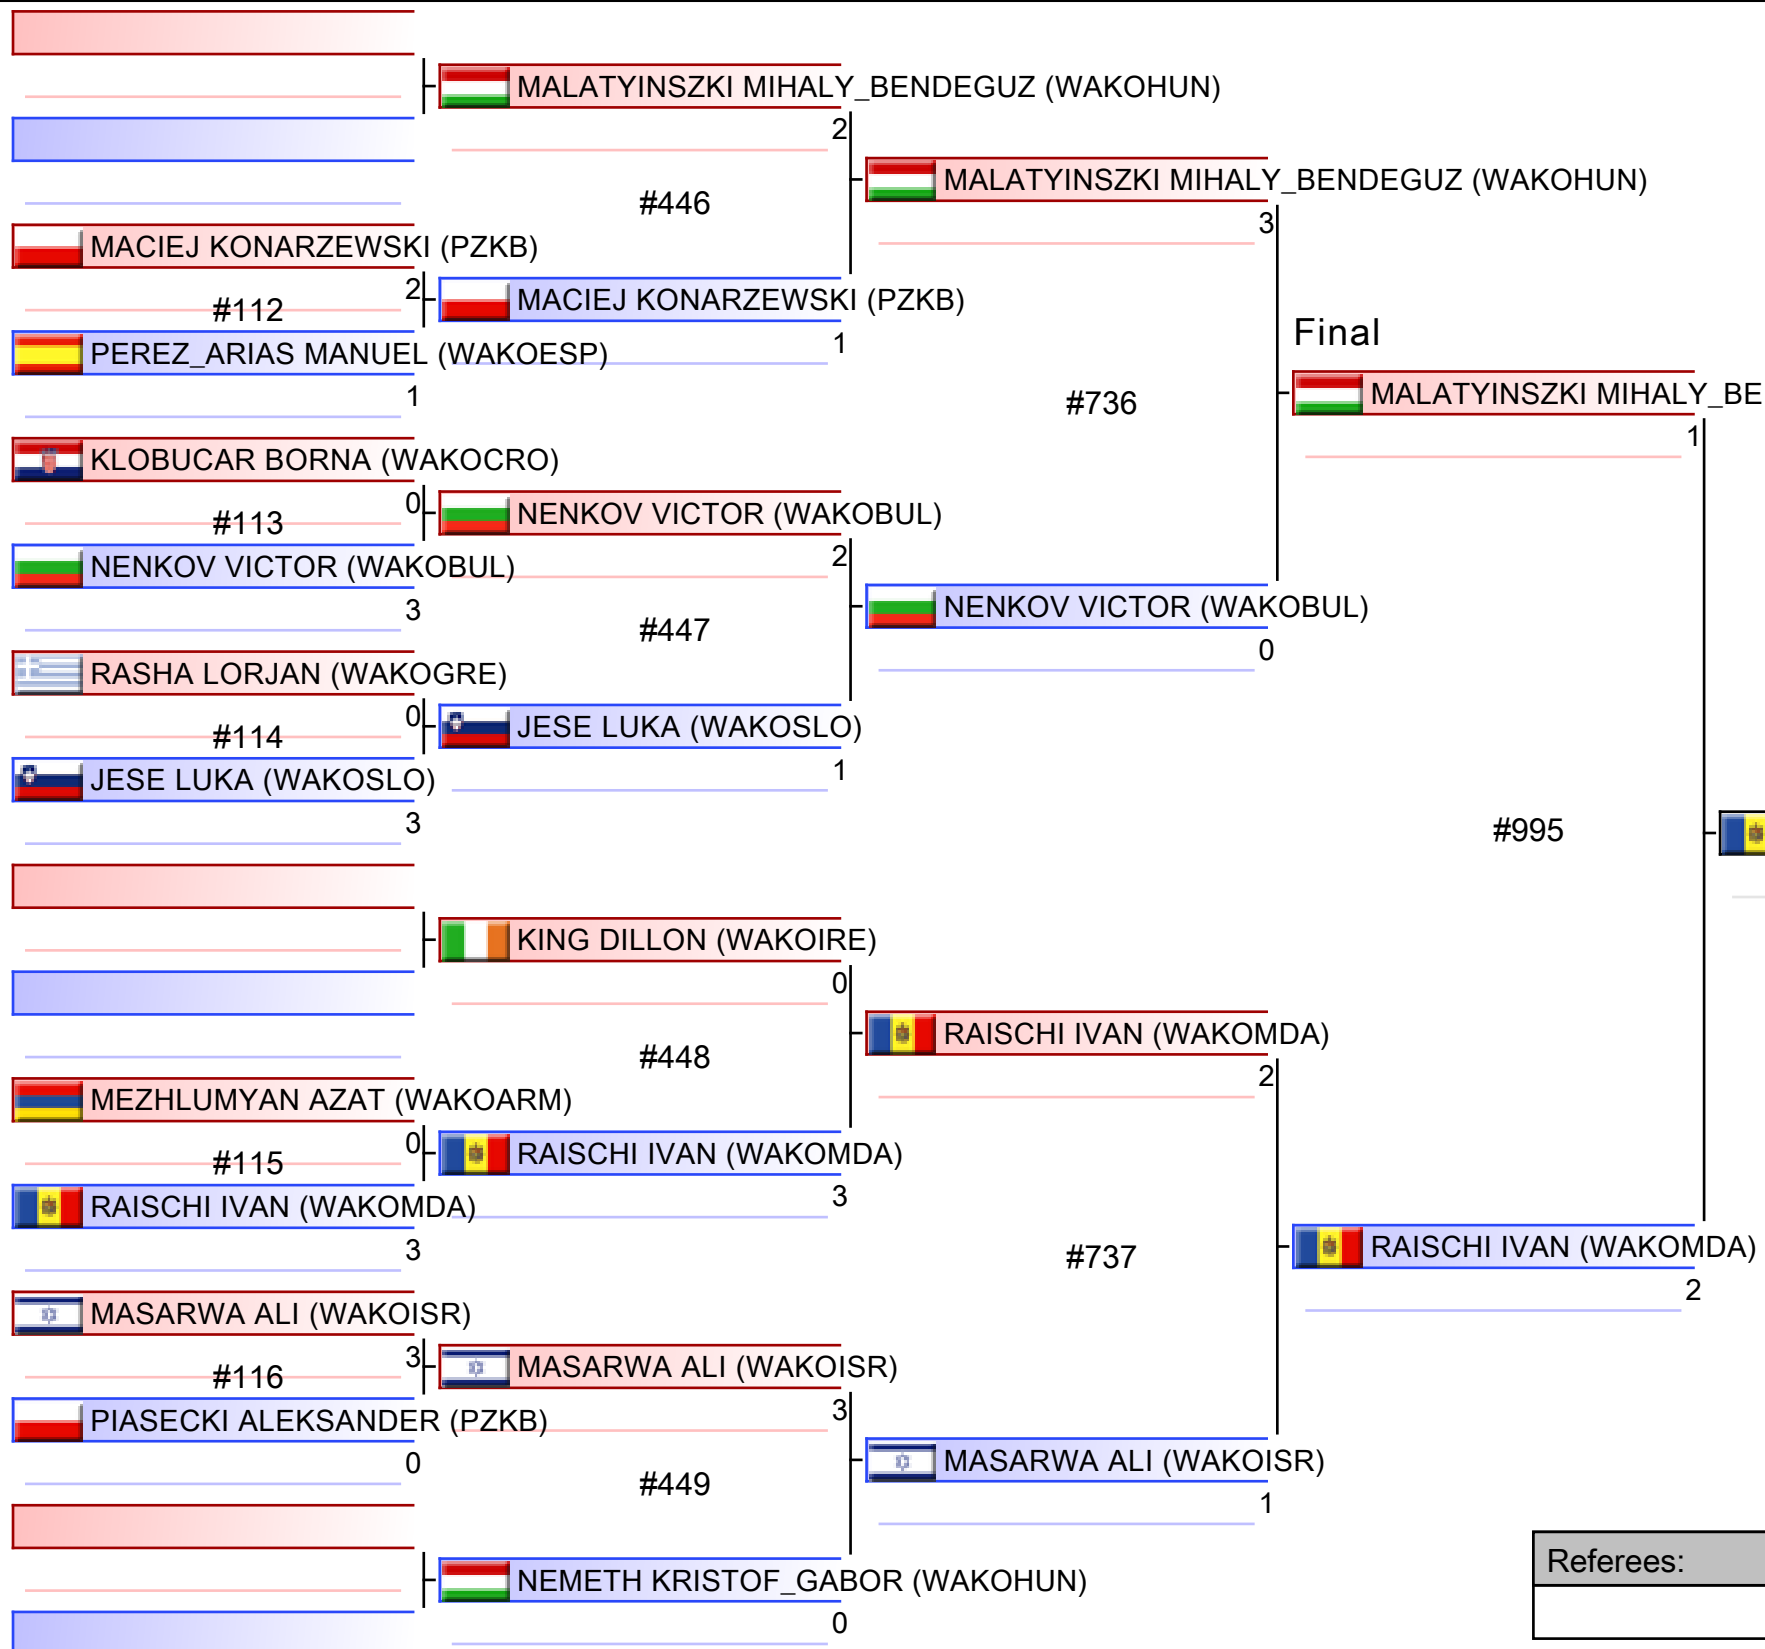 MALATYINSZKI MIHALY_BENDEGUZ (WAKOHUN)
2
MALATYINSZKI MIHALY_BENDEGUZ (WAKOHUN)
#446
3
MACIEJ KONARZEWSKI (PZKB)
2
MACIEJ KONARZEWSKI (PZKB)
#112
Final
1
PEREZ_ARIAS MANUEL (WAKOESP)
1
MALATYINSZKI MIHALY_BE
#736
1
KLOBUCAR BORNA (WAKOCRO)
0
NENKOV VICTOR (WAKOBUL)
#113
2
NENKOV VICTOR (WAKOBUL)
3
NENKOV VICTOR (WAKOBUL)
#447
0
RASHA LORJAN (WAKOGRE)
0
JESE LUKA (WAKOSLO)
#114
1
JESE LUKA (WAKOSLO)
3
#995
KING DILLON (WAKOIRE)
0
RAISCHI IVAN (WAKOMDA)
#448
2
MEZHLUMYAN AZAT (WAKOARM)
0
RAISCHI IVAN (WAKOMDA)
#115
3
RAISCHI IVAN (WAKOMDA)
3
#737
RAISCHI IVAN (WAKOMDA)
2
MASARWA ALI (WAKOISR)
3
MASARWA ALI (WAKOISR)
#116
3
PIASECKI ALEKSANDER (PZKB)
0
MASARWA ALI (WAKOISR)
#449
1
Referees:
NEMETH KRISTOF_GABOR (WAKOHUN)
0